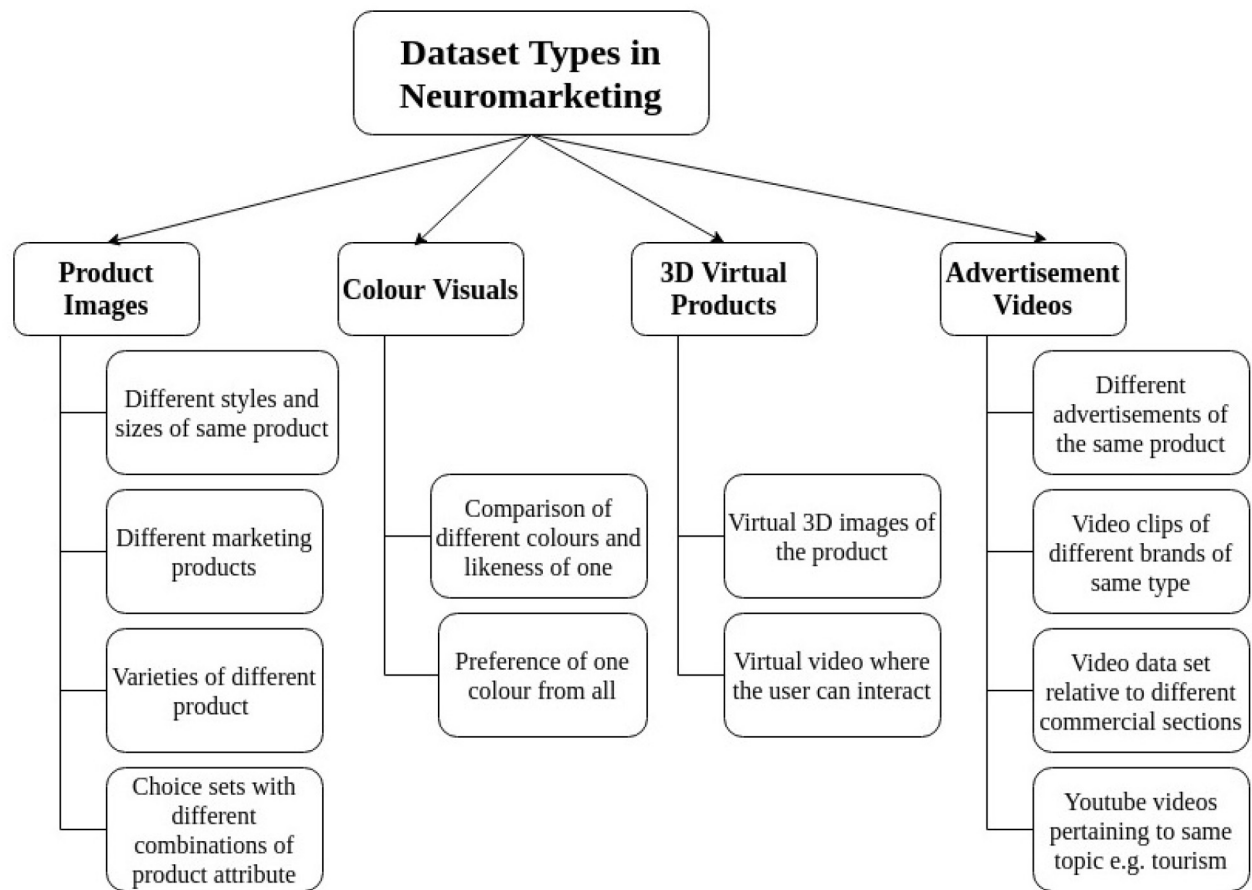 Dataset Types in
Neuromarketing
Product
Images
Different styles and
sizes of same product
Different marketing
products
Varieties of different
product
Choice sets with
different
combinations of
product attribute
Colour Visuals
Comparison of
different colours and
likeness of one
Preference of one
colour from all
3D Virtual
Products
Virtual 3D images of
the product
Virtual video where
the user can interact
Advertisement
Videos
Different
advertisements of
the same product
Video clips of
different brands of
same type
Video data set
relative to different
commercial sections
Youtube videos
pertaining to same
topic e.g. tourism